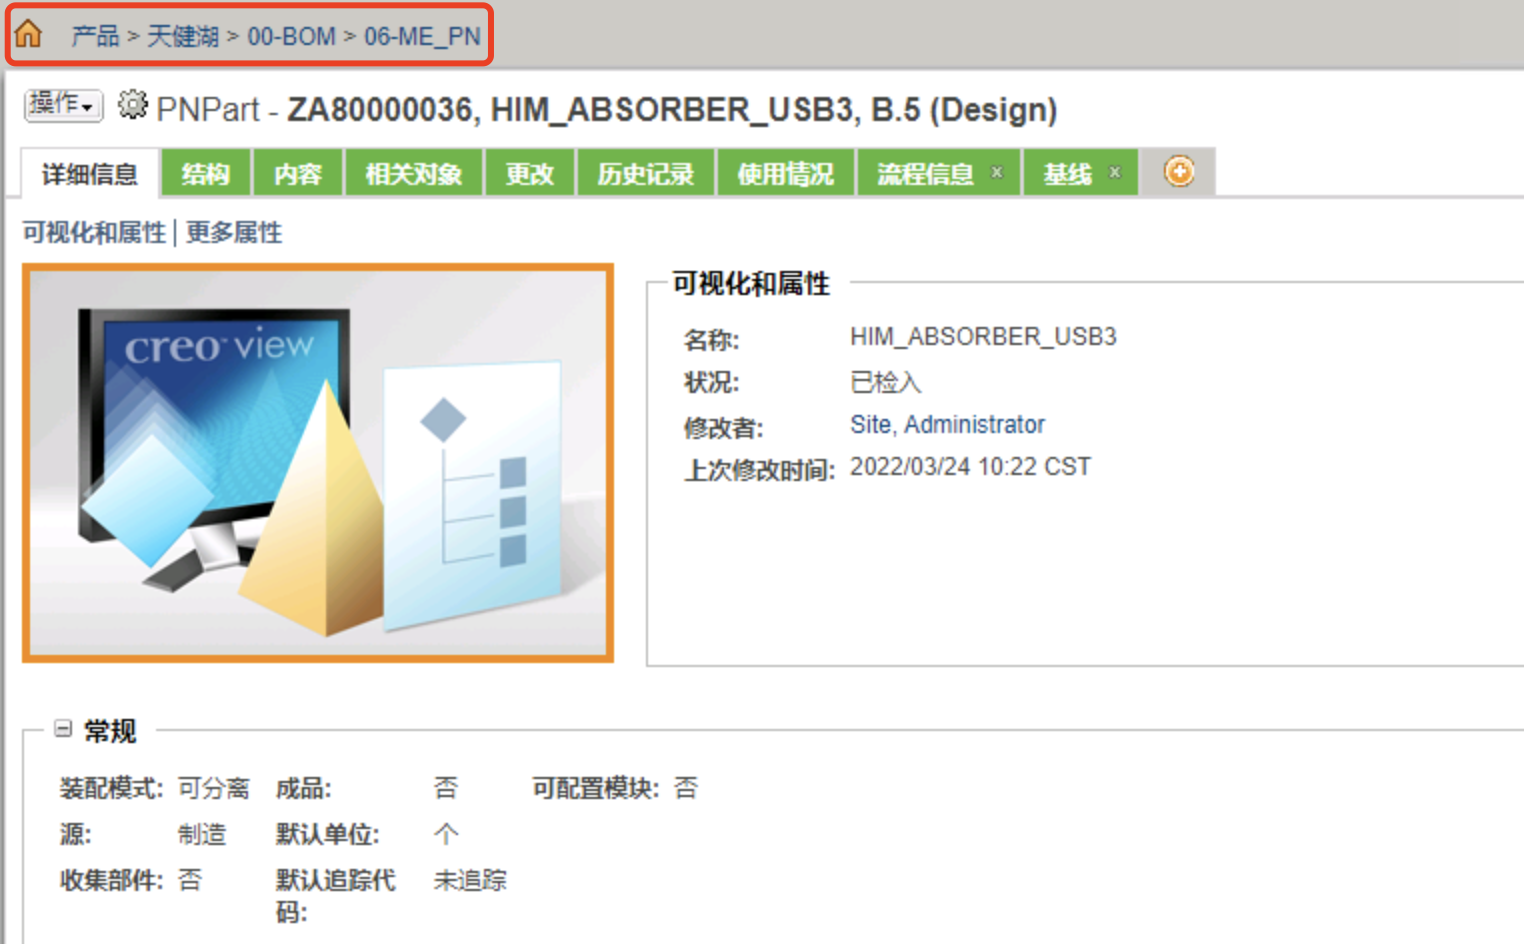 产品 > 天健湖 > 00-BOM > 06-ME_PN
操作 PNPart - ZA80000036, HIM_ABSORBER_USB3, B.5 (Design)
详细信息 结构 内容 相关对象 更改 历史记录 使用情况 流程信息 × 基线 ×
可视化和属性 | 更多属性
creo view
可视化和属性
名称: HIM_ABSORBER_USB3
状况: 已检入
修改者: Site, Administrator
上次修改时间: 2022/03/24 10:22 CST
常规
装配模式: 可分离 成品: 否 可配置模块: 否
源: 制造 默认单位: 个
收集部件: 否 默认追踪代 未追踪
码: